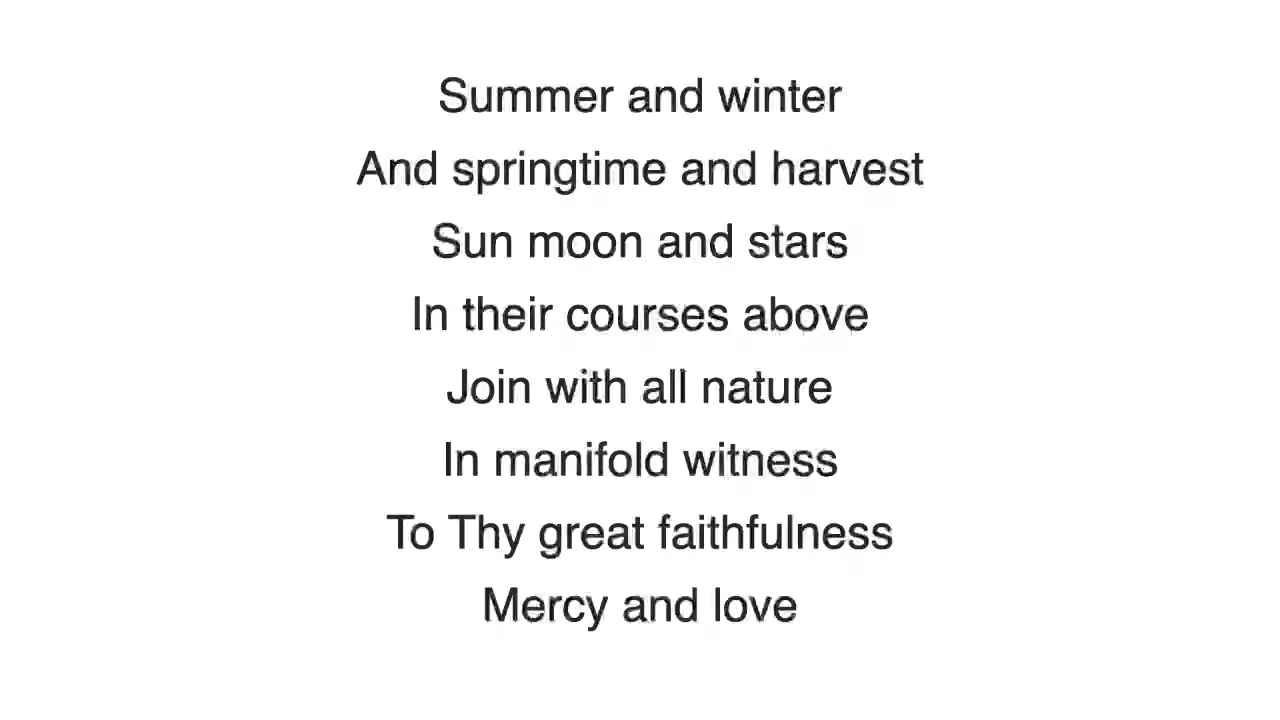 Summer and winter
And springtime and harvest
Sun moon and stars
In their courses above
Join with all nature
In manifold witness
To Thy great faithfulness
Mercy and love